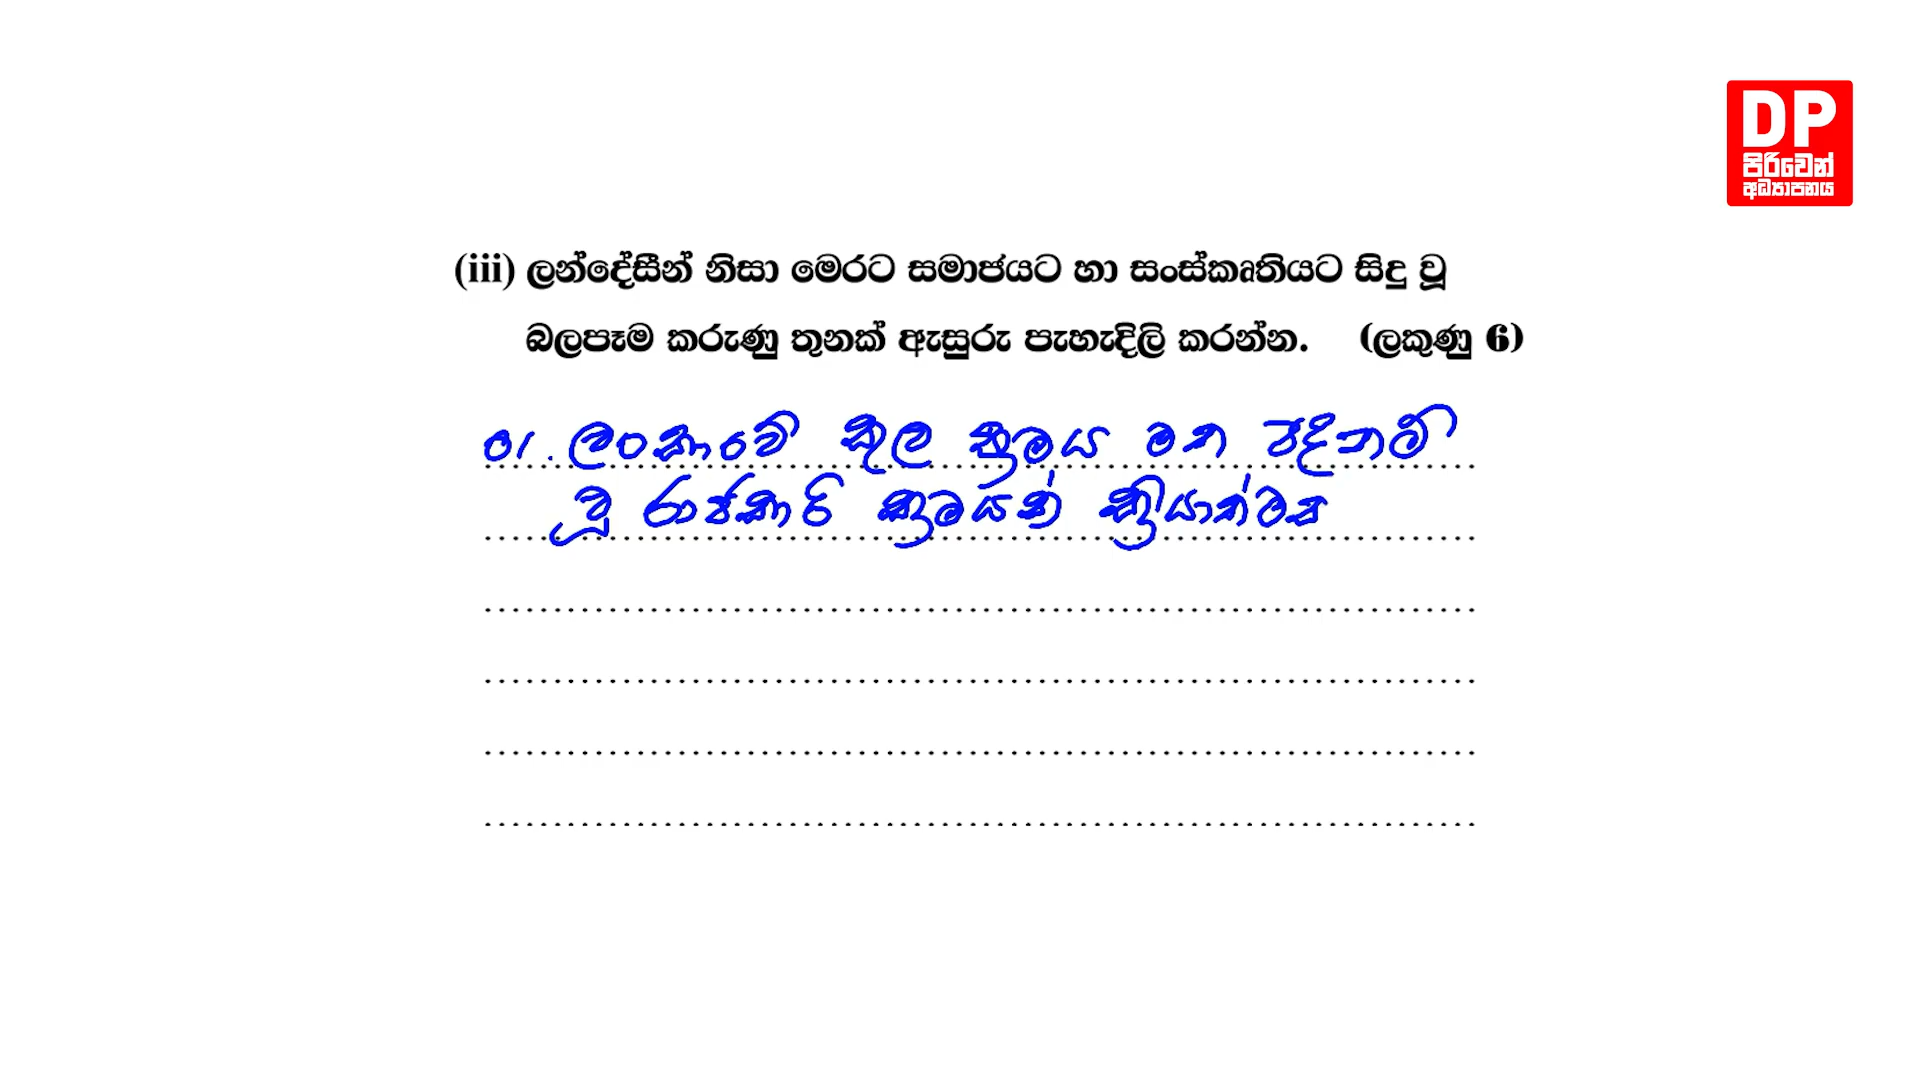 DP
පිරිවෙන්
අධ්‍යාපනය
(iii) ලන්දේසීන් නිසා මෙරට සමාජයට හා සංස්කෘතියට සිදු වූ
බලපෑම කරුණු තුනක් ඇසුරු පැහැදිලි කරන්න. (ලකුණු 6)
01. ලංකාවේ කුල ක්‍රමය මත පදනම්
වූ රාජකාරි ක්‍රමයක් ක්‍රියාත්මක